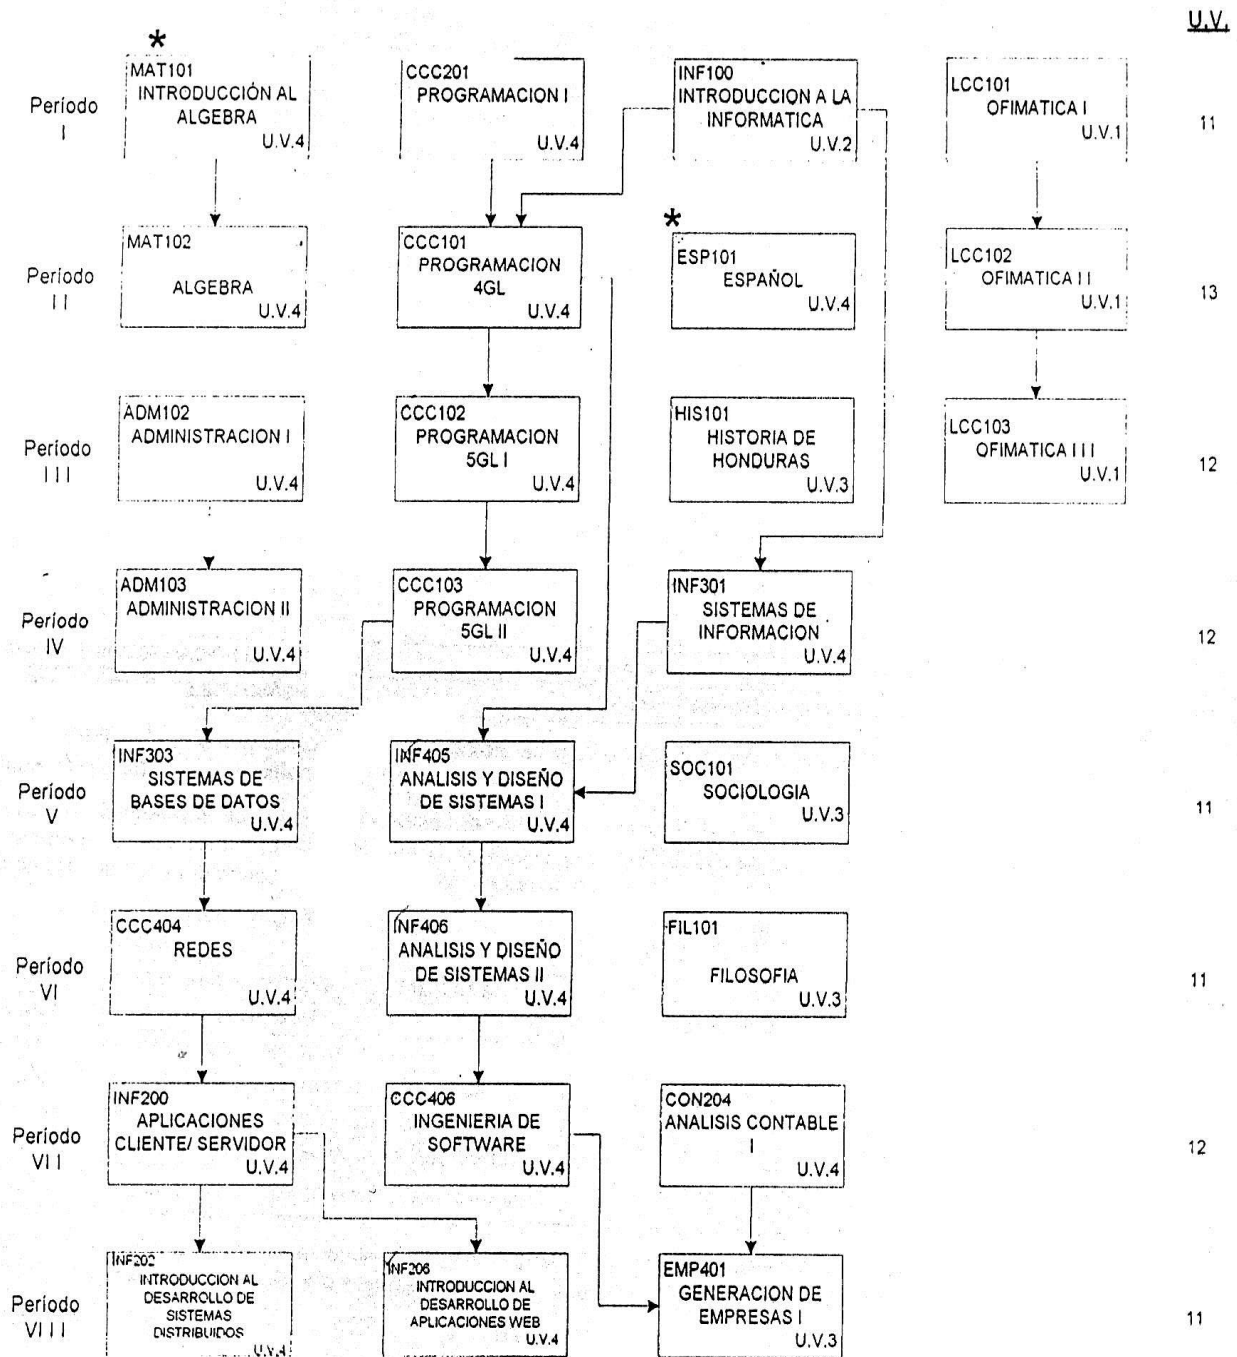 U.V.
*
Período
I
MAT101
INTRODUCCIÓN AL
ALGEBRA
U.V.4
CCC201
PROGRAMACION I
U.V.4
INF100
INTRODUCCION A LA
INFORMATICA
U.V.2
LCC101
OFIMATICA I
U.V.1
11
Período
II
MAT102
ALGEBRA
U.V.4
CCC101
PROGRAMACION
4GL
U.V.4
*
ESP101
ESPAÑOL
U.V.4
LCC102
OFIMATICA II
U.V.1
13
Período
III
ADM102
ADMINISTRACION I
U.V.4
CCC102
PROGRAMACION
5GL I
U.V.4
HIS101
HISTORIA DE
HONDURAS
U.V.3
LCC103
OFIMATICA III
U.V.1
12
Período
IV
ADM103
ADMINISTRACION II
U.V.4
CCC103
PROGRAMACION
5GL II
U.V.4
INF301
SISTEMAS DE
INFORMACION
U.V.4
12
Período
V
INF303
SISTEMAS DE
BASES DE DATOS
U.V.4
INF405
ANALISIS Y DISEÑO
DE SISTEMAS I
U.V.4
SOC101
SOCIOLOGIA
U.V.3
11
Período
VI
CCC404
REDES
U.V.4
INF406
ANALISIS Y DISEÑO
DE SISTEMAS II
U.V.4
FIL101
FILOSOFIA
U.V.3
11
Período
VII
INF200
APLICACIONES
CLIENTE/ SERVIDOR
U.V.4
CCC406
INGENIERIA DE
SOFTWARE
U.V.4
CON204
ANALISIS CONTABLE
I
U.V.4
12
Período
VIII
INF202
INTRODUCCION AL
DESARROLLO DE
SISTEMAS
DISTRIBUIDOS
U.V.4
INF206
INTRODUCCION AL
DESARROLLO DE
APLICACIONES WEB
U.V.4
EMP401
GENERACION DE
EMPRESAS I
U.V.3
11